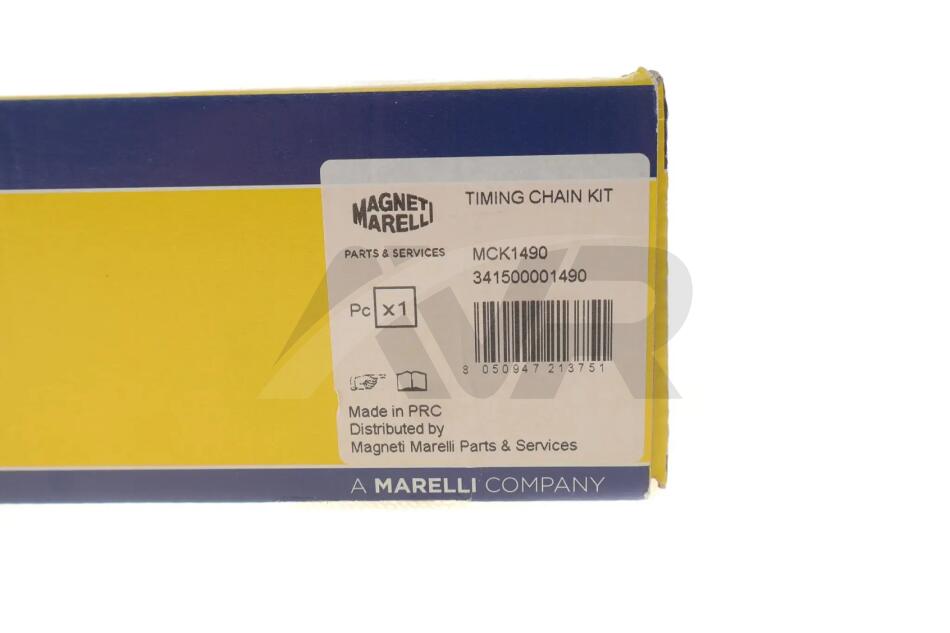 MAGNETI
MARELLI
PARTS & SERVICES
TIMING CHAIN KIT
MCK1490
341500001490
Pc x1
8 050947 213751
Made in PRC
Distributed by
Magneti Marelli Parts & Services
A MARELLI COMPANY
AVR